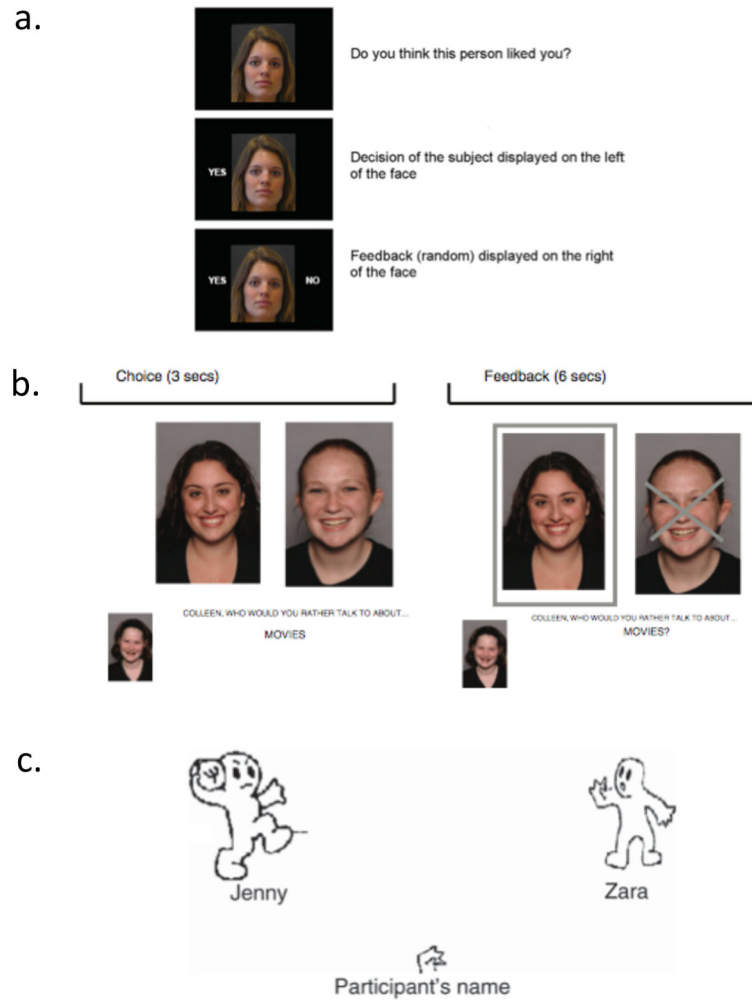 a.
Do you think this person liked you?
YES
Decision of the subject displayed on the left
of the face
YES
NO
Feedback (random) displayed on the right
of the face
b.
Choice (3 secs)
Feedback (6 secs)
COLLEEN, WHO WOULD YOU RATHER TALK TO ABOUT...
MOVIES
COLLEEN, WHO WOULD YOU RATHER TALK TO ABOUT...
MOVIES?
c.
Jenny
Zara
Participant's name